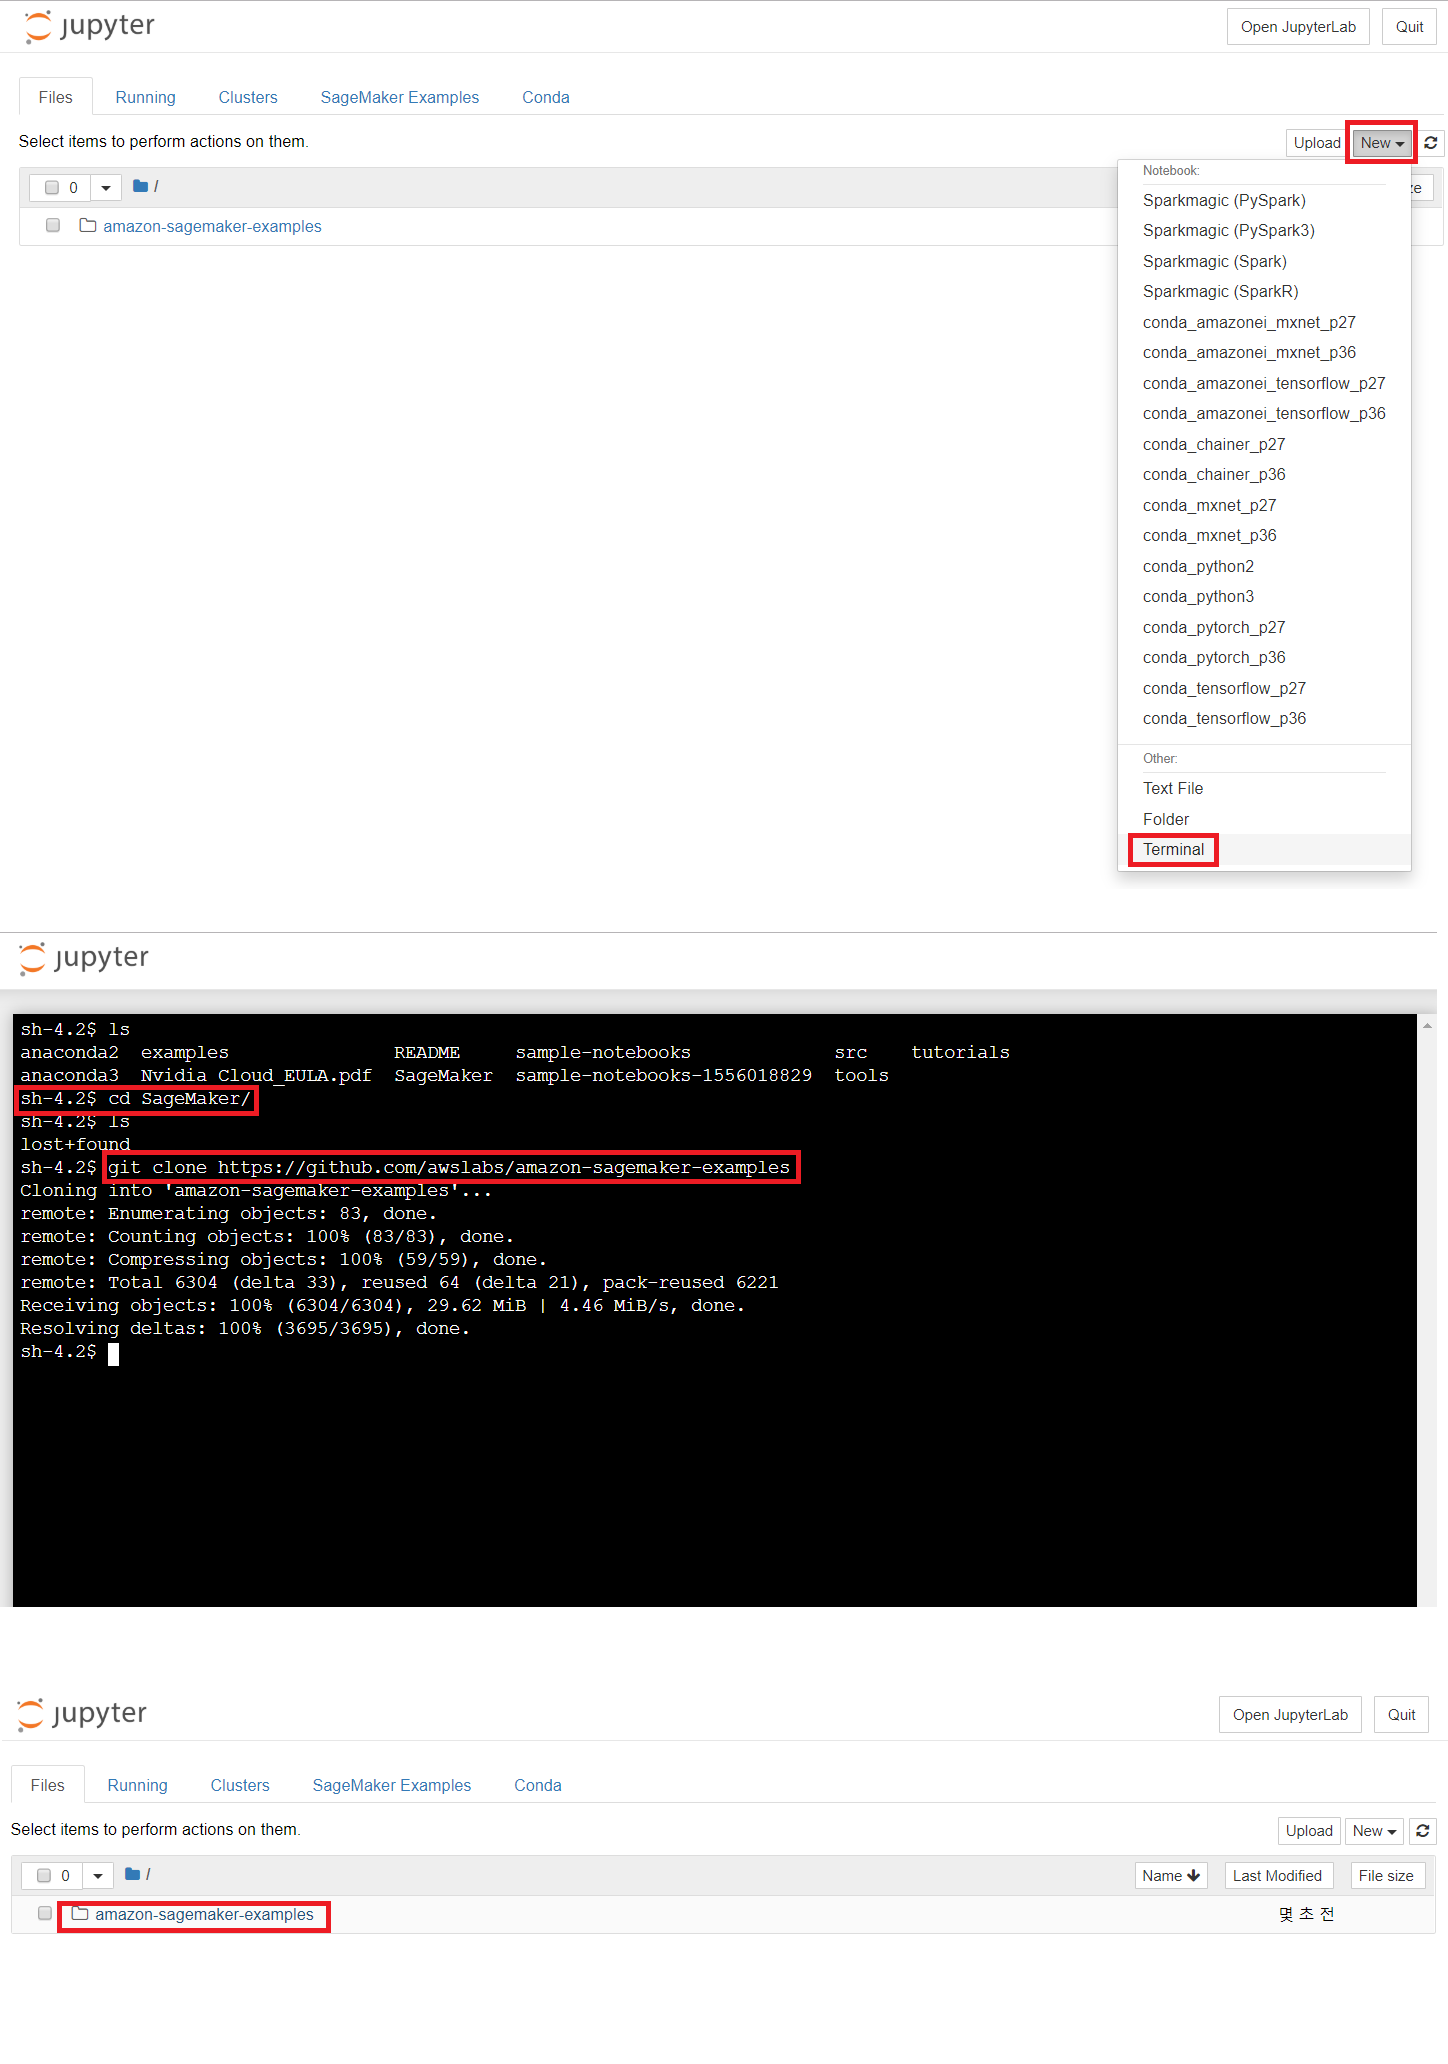 jupyter
Open JupyterLab Quit
Files Running Clusters SageMaker Examples Conda
Select items to perform actions on them.
Upload New
0 /
ze
amazon-sagemaker-examples
Notebook:
Sparkmagic (PySpark)
Sparkmagic (PySpark3)
Sparkmagic (Spark)
Sparkmagic (SparkR)
conda_amazonei_mxnet_p27
conda_amazonei_mxnet_p36
conda_amazonei_tensorflow_p27
conda_amazonei_tensorflow_p36
conda_chainer_p27
conda_chainer_p36
conda_mxnet_p27
conda_mxnet_p36
conda_python2
conda_python3
conda_pytorch_p27
conda_pytorch_p36
conda_tensorflow_p27
conda_tensorflow_p36
Other:
Text File
Folder
Terminal
jupyter
sh-4.2$ ls
anaconda2 examples README sample-notebooks src tutorials
anaconda3 Nvidia Cloud_EULA.pdf SageMaker sample-notebooks-1556018829 tools
sh-4.2$ cd SageMaker/
sh-4.2$ ls
lost+found
sh-4.2$ git clone https://github.com/awslabs/amazon-sagemaker-examples
Cloning into 'amazon-sagemaker-examples'...
remote: Enumerating objects: 83, done.
remote: Counting objects: 100% (83/83), done.
remote: Compressing objects: 100% (59/59), done.
remote: Total 6304 (delta 33), reused 64 (delta 21), pack-reused 6221
Receiving objects: 100% (6304/6304), 29.62 MiB | 4.46 MiB/s, done.
Resolving deltas: 100% (3695/3695), done.
sh-4.2$
jupyter
Open JupyterLab Quit
Files Running Clusters SageMaker Examples Conda
Select items to perform actions on them.
Upload New
0 / Name Last Modified File size
amazon-sagemaker-examples 몇 초 전